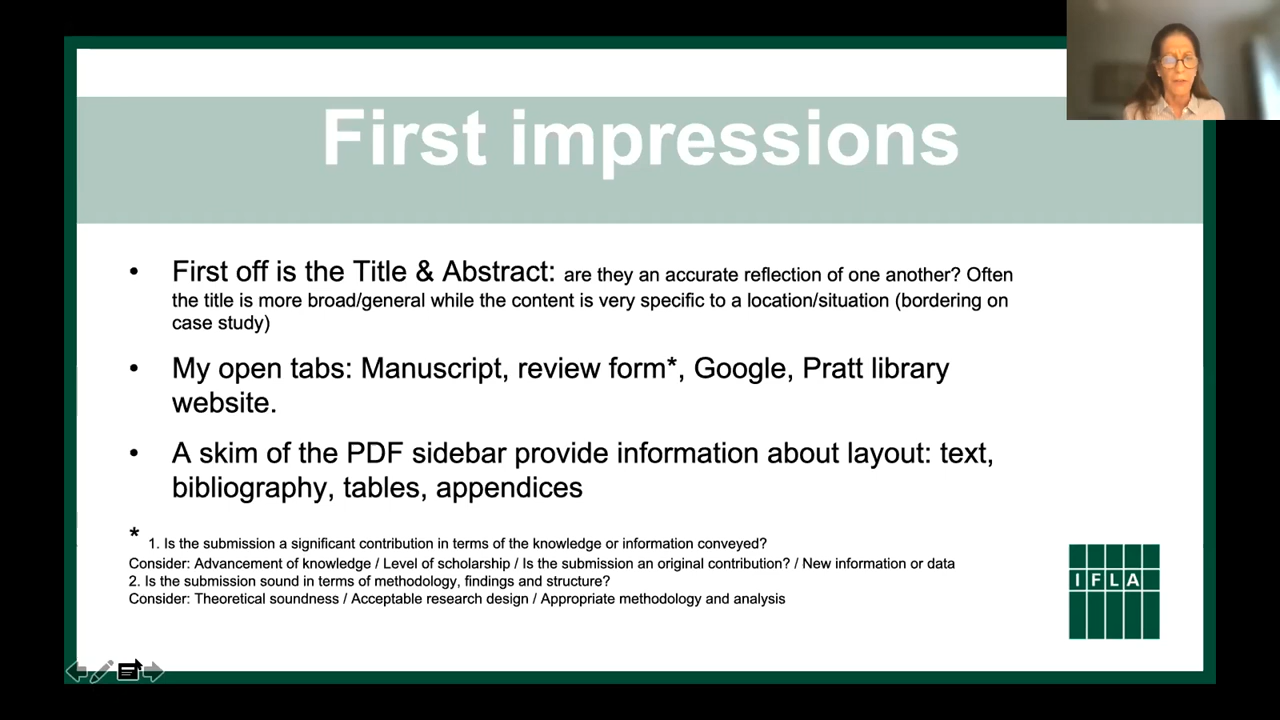 First impressions
• First off is the Title & Abstract: are they an accurate reflection of one another? Often
the title is more broad/general while the content is very specific to a location/situation (bordering on
case study)
• My open tabs: Manuscript, review form*, Google, Pratt library
website.
• A skim of the PDF sidebar provide information about layout: text,
bibliography, tables, appendices
* 1. Is the submission a significant contribution in terms of the knowledge or information conveyed?
Consider: Advancement of knowledge / Level of scholarship / Is the submission an original contribution? / New information or data
2. Is the submission sound in terms of methodology, findings and structure?
Consider: Theoretical soundness / Acceptable research design / Appropriate methodology and analysis
IFLA